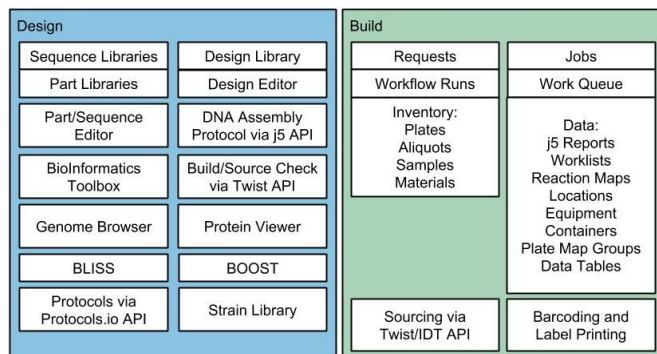 Design
Sequence Libraries
Part Libraries
Part/Sequence
Editor
BioInformatics
Toolbox
Genome Browser
BLISS
Protocols via
Protocols.io API
Design Library
Design Editor
DNA Assembly
Protocol via j5 API
Build/Source Check
via Twist API
Protein Viewer
BOOST
Strain Library
Build
Requests
Workflow Runs
Inventory:
Plates
Aliquots
Samples
Materials
Sourcing via
Twist/IDT API
Jobs
Work Queue
Data:
j5 Reports
Worklists
Reaction Maps
Locations
Equipment
Containers
Plate Map Groups
Data Tables
Barcoding and
Label Printing